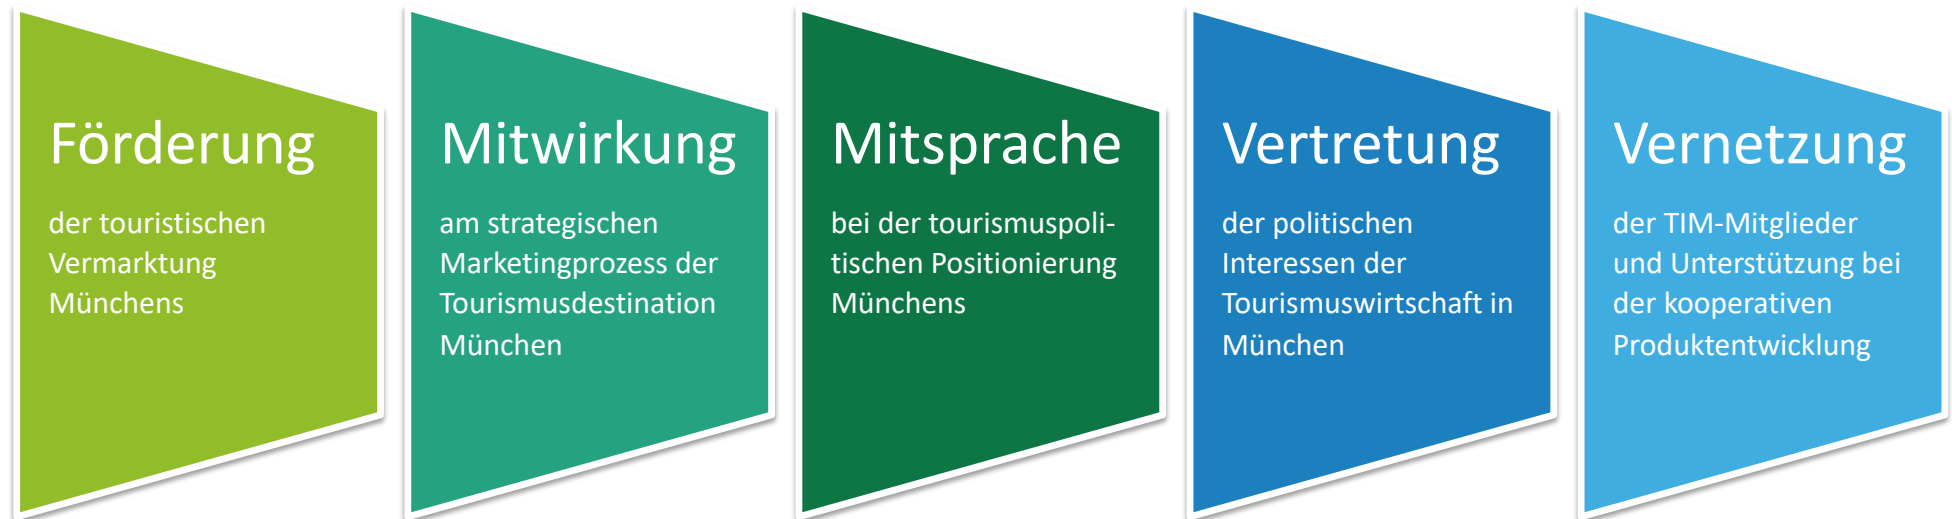 Förderung
der touristischen
Vermarktung
Münchens
Mitwirkung
am strategischen
Marketingprozess der
Tourismusdestination
München
Mitsprache
bei der tourismuspoli-
tischen Positionierung
Münchens
Vertretung
der politischen
Interessen der
Tourismuswirtschaft in
München
Vernetzung
der TIM-Mitglieder
und Unterstützung bei
der kooperativen
Produktentwicklung